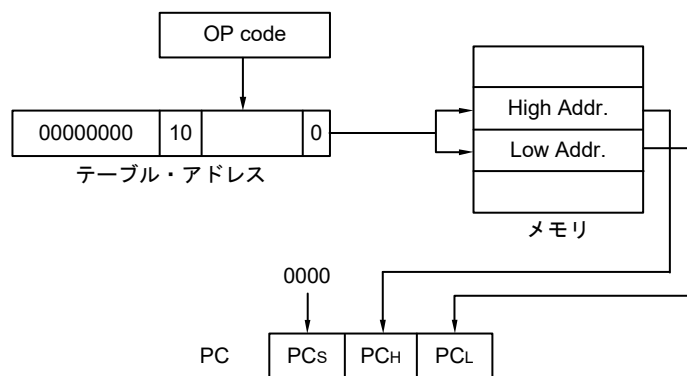 OP code
00000000 10 0
テーブル・アドレス
High Addr.
Low Addr.
メモリ
0000
PC PCS PCH PCL